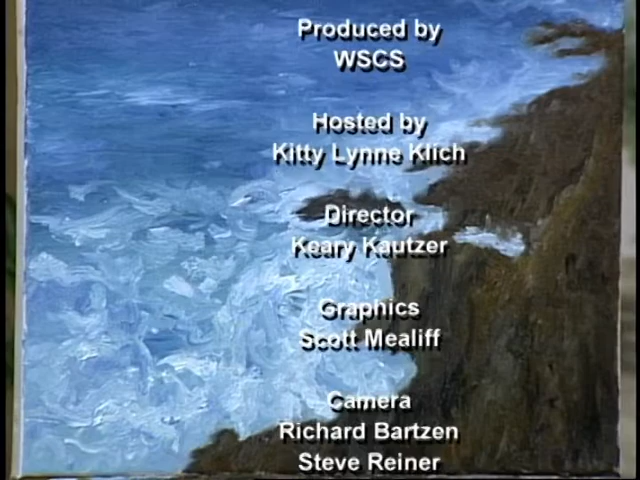 Produced by
WSCS
Hosted by
Kitty Lynne Klich
Director
Keary Kautzer
Graphics
Scott Mealiff
Camera
Richard Bartzen
Steve Reiner